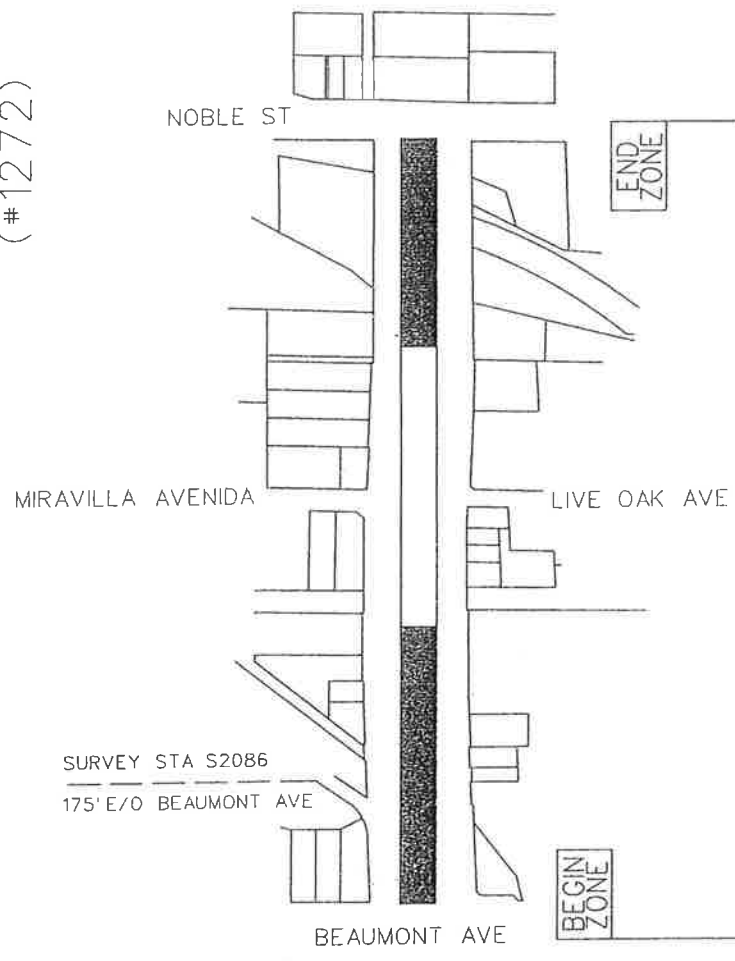 (#1272)
NOBLE ST
END
ZONE
MIRAVILLA AVENIDA
LIVE OAK AVE
SURVEY STA S2086
175' E/O BEAUMONT AVE
BEGIN
ZONE
BEAUMONT AVE